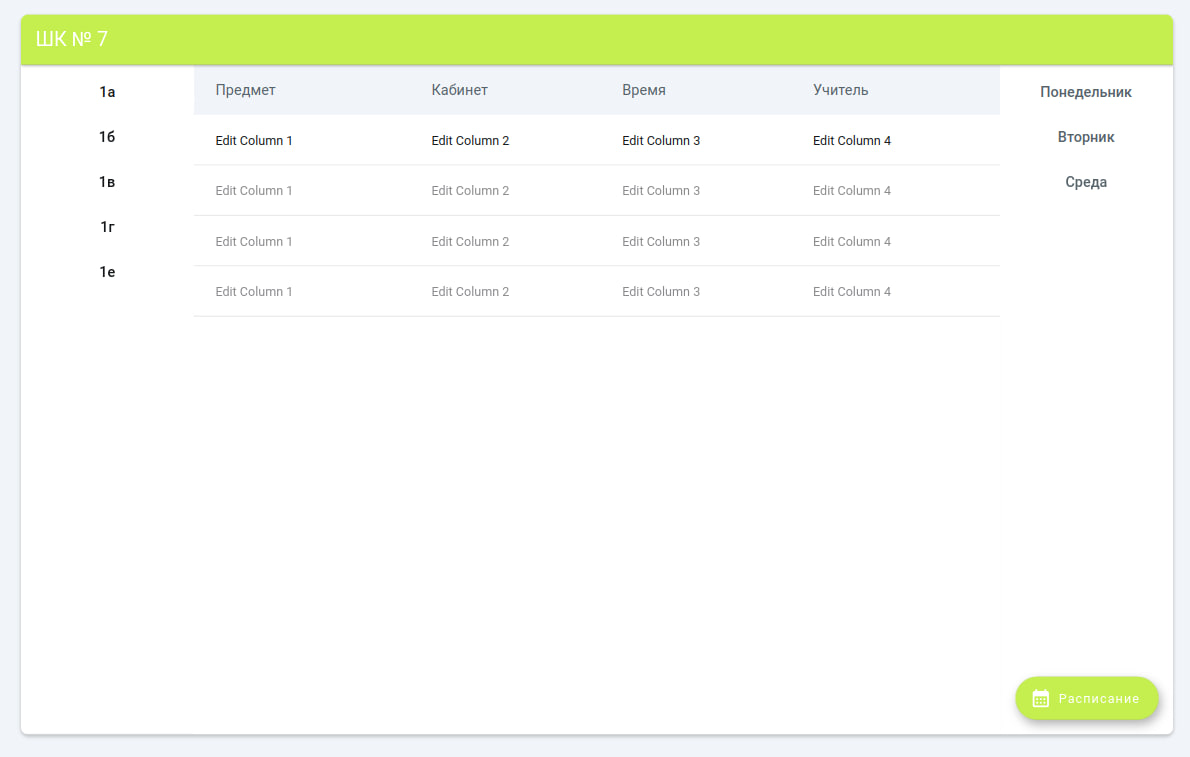 ШК № 7
1а
1б
1в
1г
1е
Предмет Кабинет Время Учитель
Edit Column 1 Edit Column 2 Edit Column 3 Edit Column 4
Edit Column 1 Edit Column 2 Edit Column 3 Edit Column 4
Edit Column 1 Edit Column 2 Edit Column 3 Edit Column 4
Edit Column 1 Edit Column 2 Edit Column 3 Edit Column 4
Понедельник
Вторник
Среда
Расписание